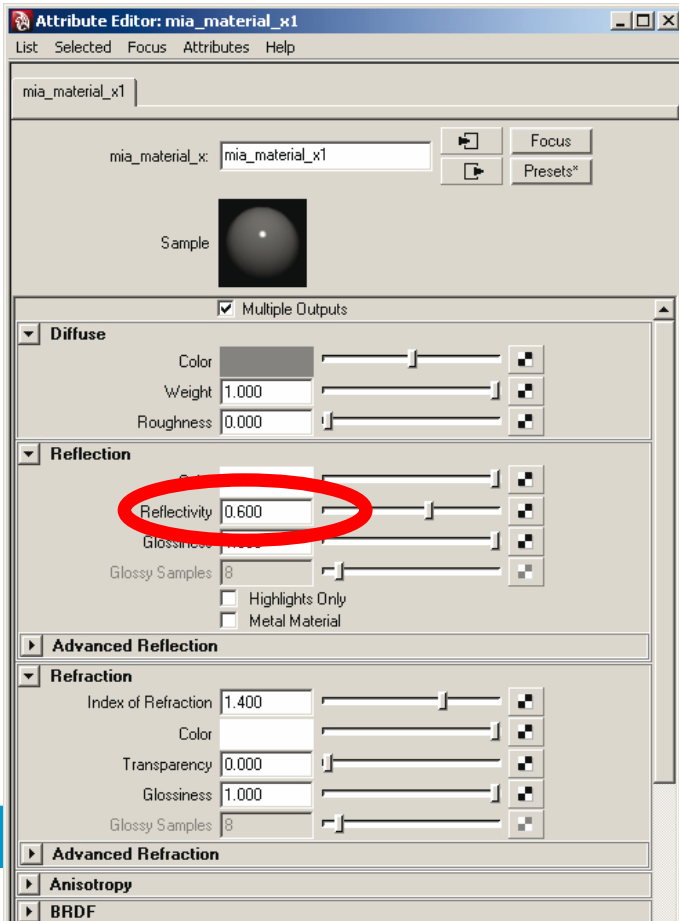 Attribute Editor: mia_material_x1
List Selected Focus Attributes Help
mia_material_x1
mia_material_x: mia_material_x1 Focus
Presets*
Sample
Multiple Outputs
Diffuse
Color
Weight 1.000
Roughness 0.000
Reflection
Reflectivity 0.600
Glossiness
Glossy Samples 8
Highlights Only
Metal Material
Advanced Reflection
Refraction
Index of Refraction 1.400
Color
Transparency 0.000
Glossiness 1.000
Glossy Samples 8
Advanced Refraction
Anisotropy
BRDF